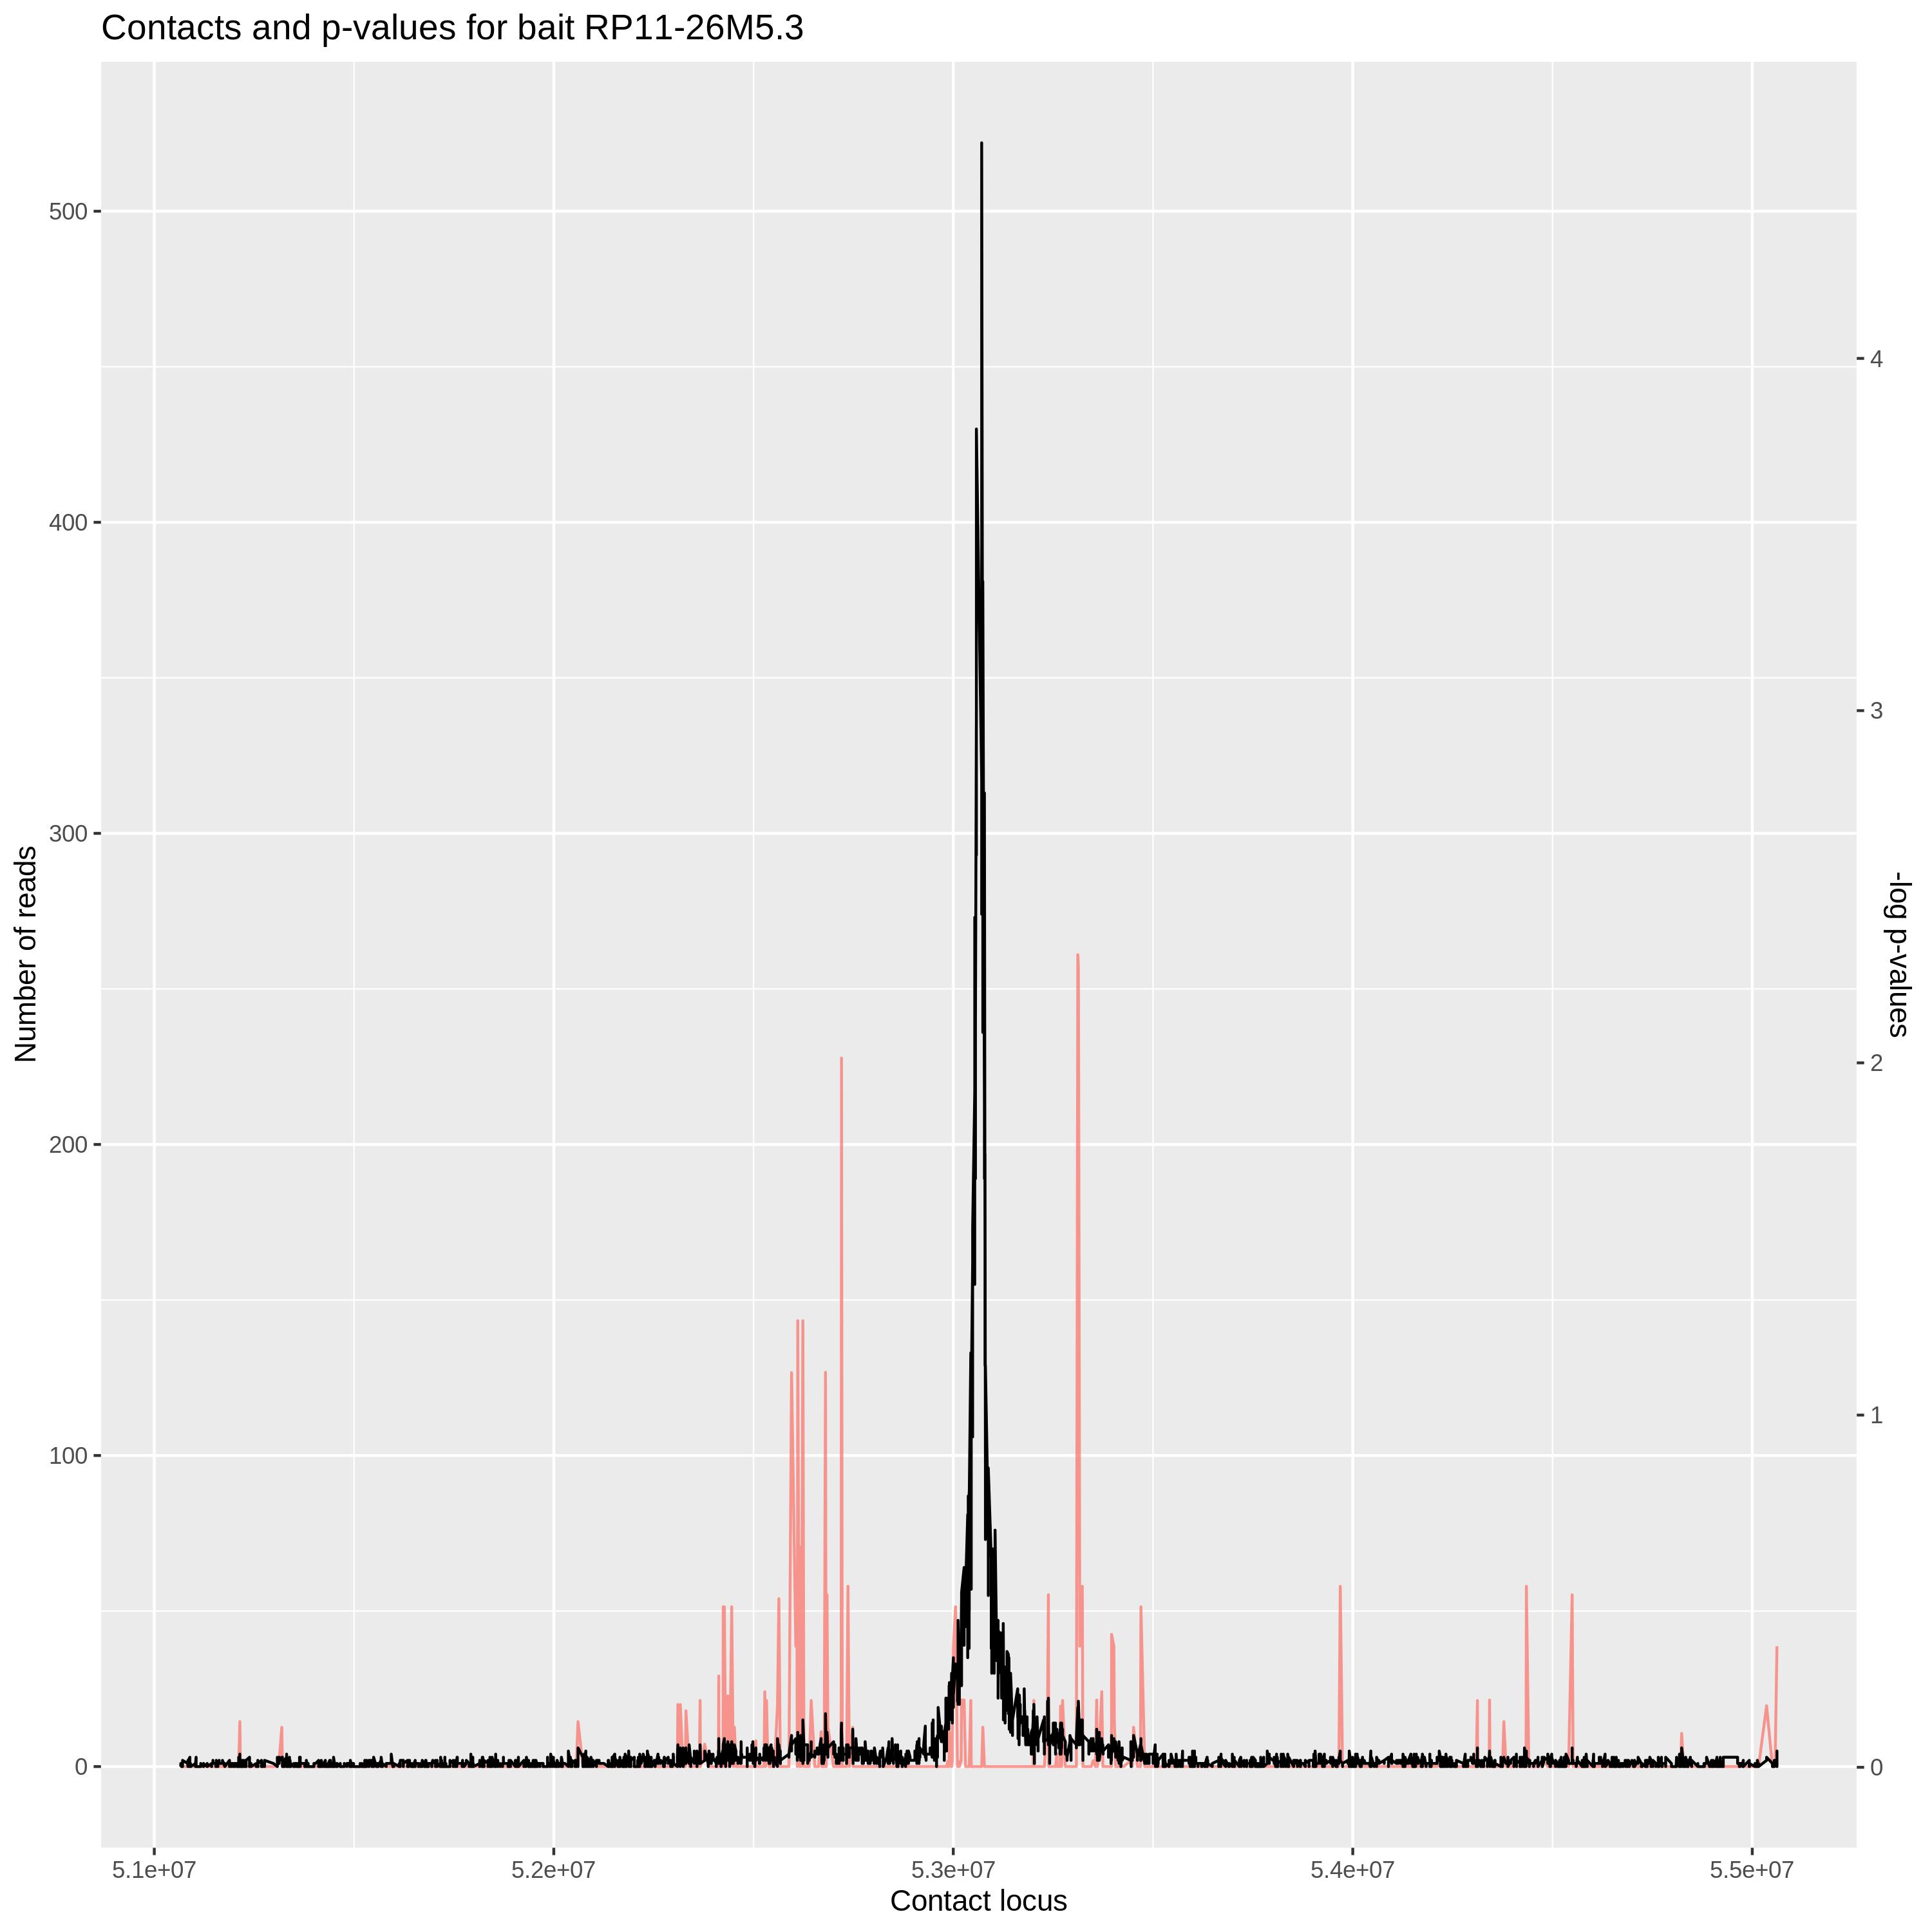 Contacts and p-values for bait RP11-26M5.3
Number of reads
500
400
300
200
100
0
4
3
2
1
0
-log p-values
5.1e+07 5.2e+07 5.3e+07 5.4e+07 5.5e+07
Contact locus